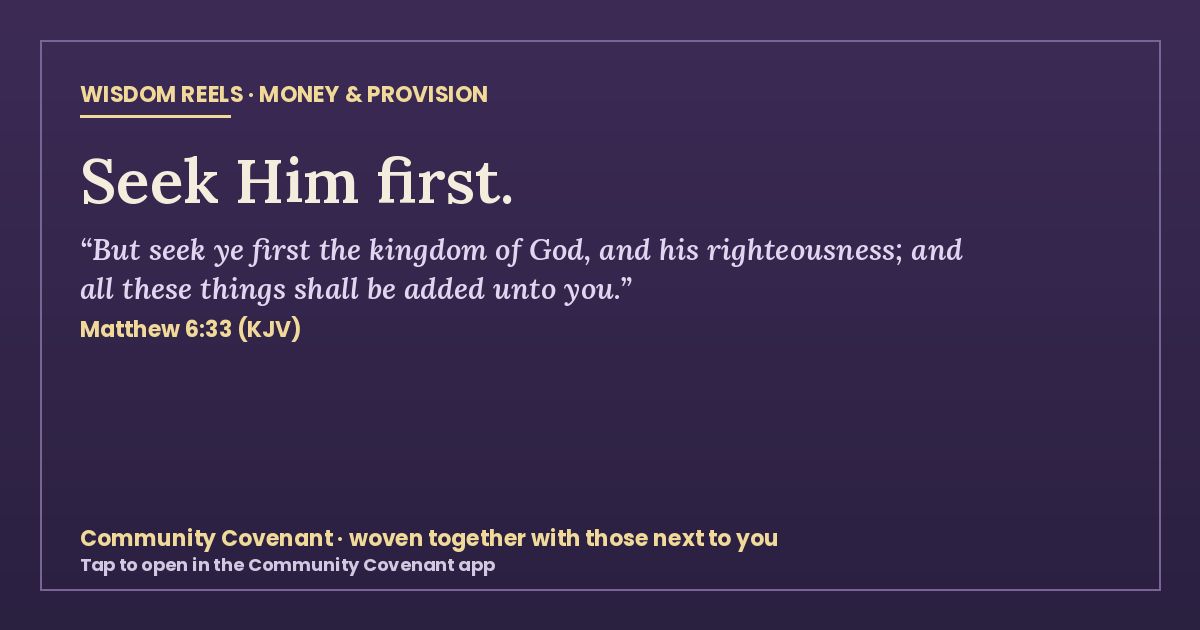 WISDOM REELS · MONEY & PROVISION
Seek Him first.
“But seek ye first the kingdom of God, and his righteousness; and
all these things shall be added unto you.”
Matthew 6:33 (KJV)
Community Covenant · woven together with those next to you
Tap to open in the Community Covenant app